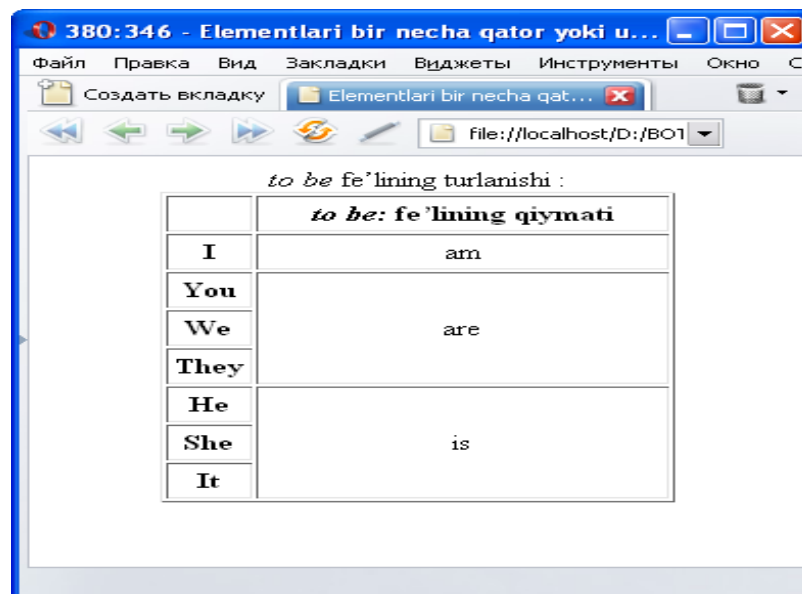 380:346 - Elementlari bir necha qator yoki u...
Файл Правка Вид Закладки Виджеты Инструменты Окно С
Создать вкладку Elementlari bir necha qat...
file://localhost/D:/BOT
to be fe’lining turlanishi :
to be: fe’lining qiymati
I am
You
We are
They
He
She is
It